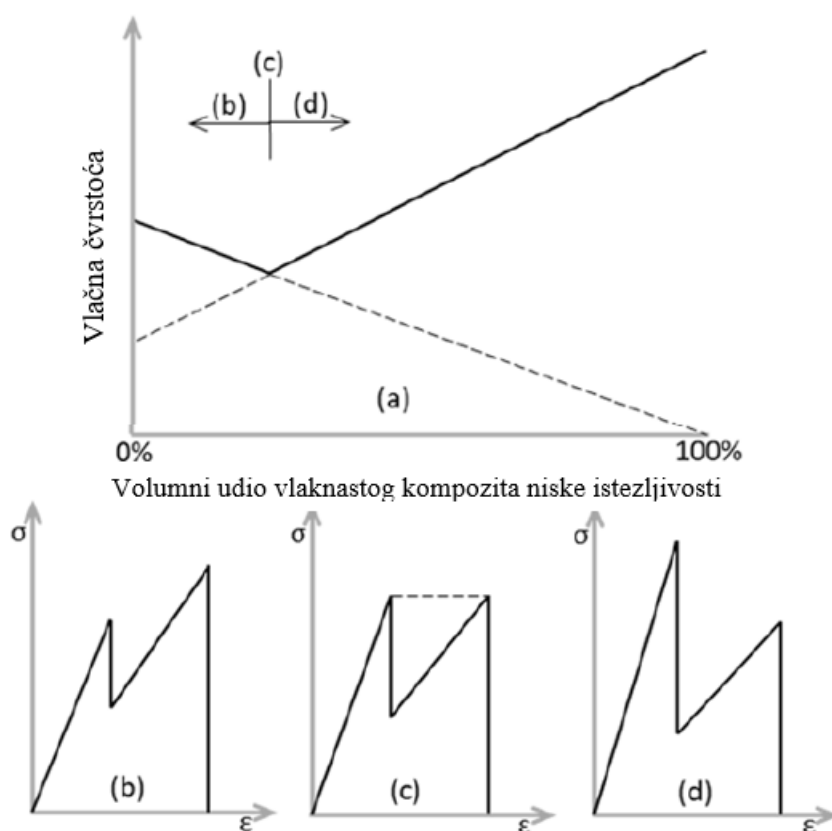 (c)
(b) (d)
Vlačna čvrstoća
(a)
0% 100%
Volumni udio vlaknastog kompozita niske istezljivosti
σ σ σ
(b) (c) (d)
ε ε ε